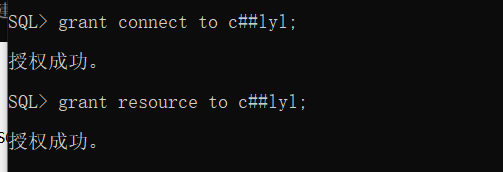 SQL> grant connect to c##lyl;
授权成功。
SQL> grant resource to c##lyl;
授权成功。